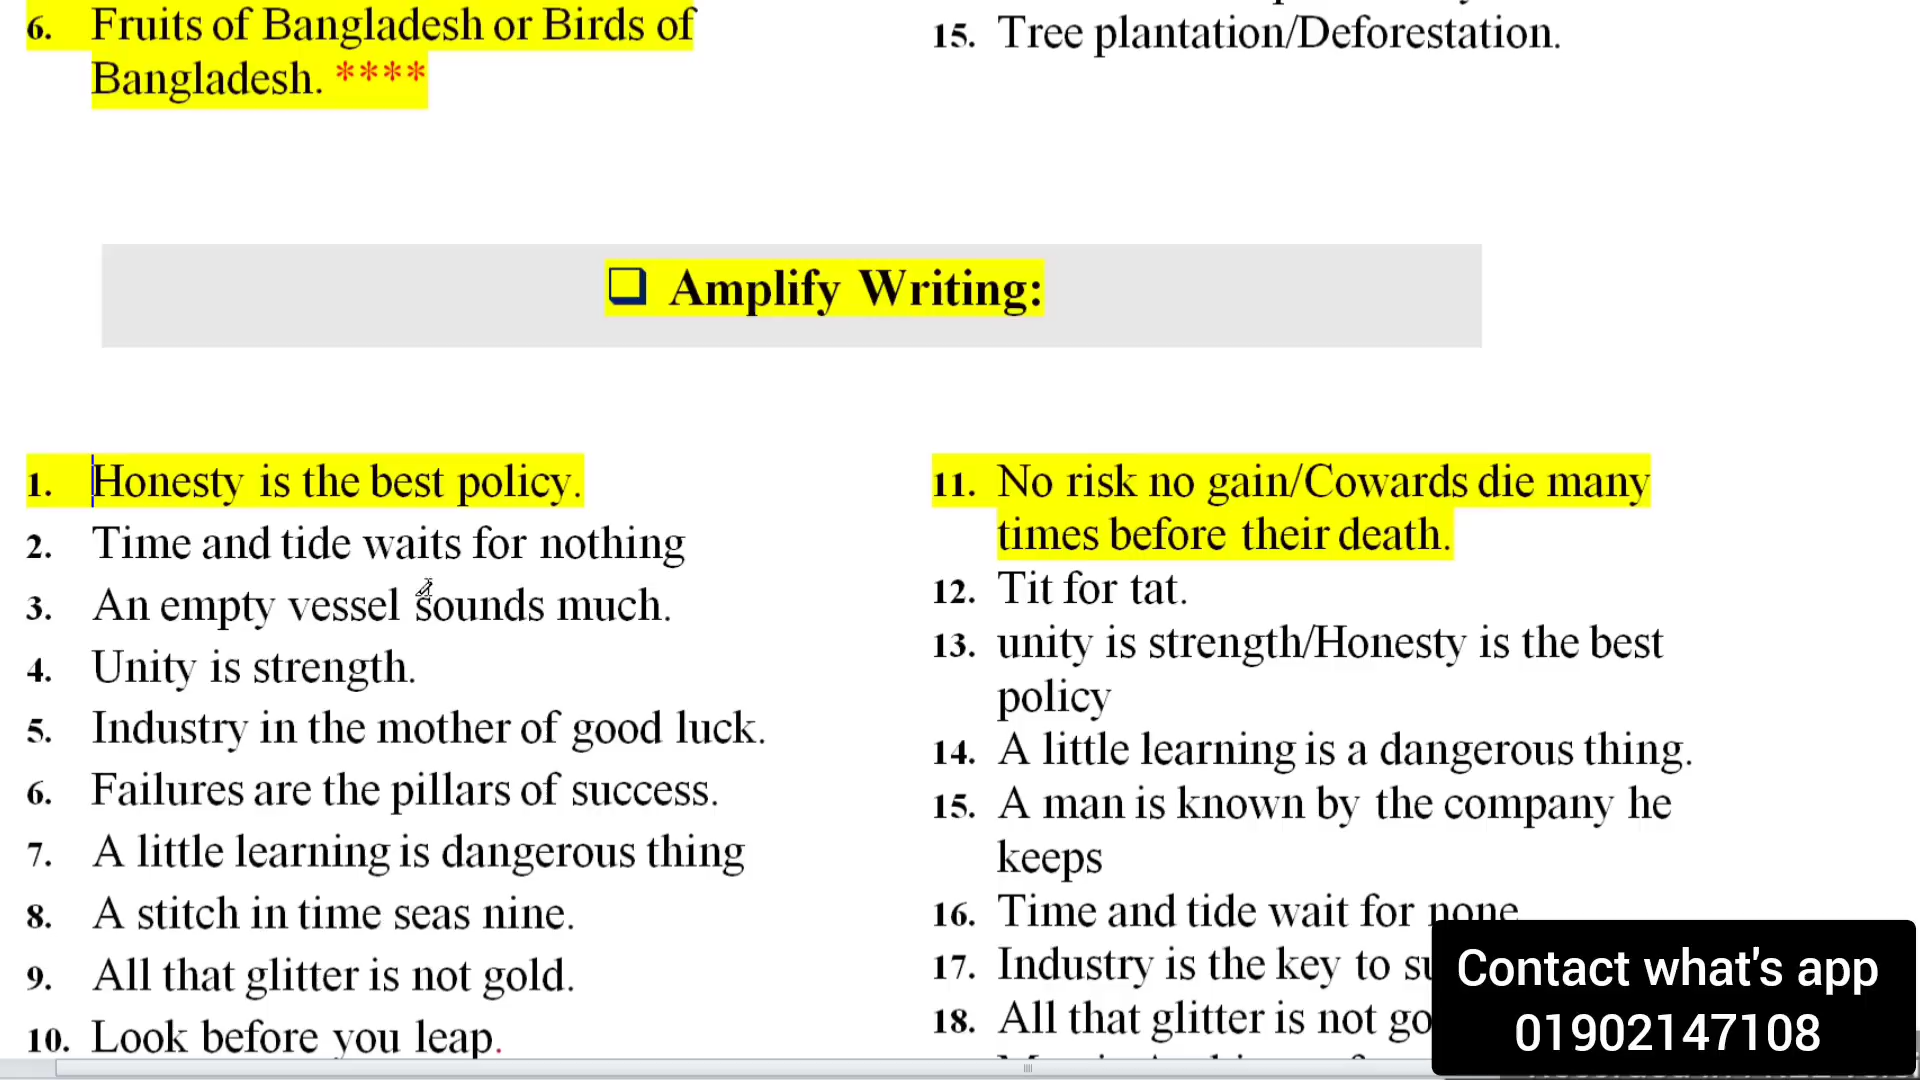 6. Fruits of Bangladesh or Birds of
Bangladesh. ****
15. Tree plantation/Deforestation.
❑ Amplify Writing:
1. Honesty is the best policy.
2. Time and tide waits for nothing
3. An empty vessel sounds much.
4. Unity is strength.
5. Industry in the mother of good luck.
6. Failures are the pillars of success.
7. A little learning is dangerous thing
8. A stitch in time seas nine.
9. All that glitter is not gold.
10. Look before you leap.
11. No risk no gain/Cowards die many
times before their death.
12. Tit for tat.
13. unity is strength/Honesty is the best
policy
14. A little learning is a dangerous thing.
15. A man is known by the company he
keeps
16. Time and tide wait for none
17. Industry is the key to
18. All that glitter is not
Contact what's app
01902147108